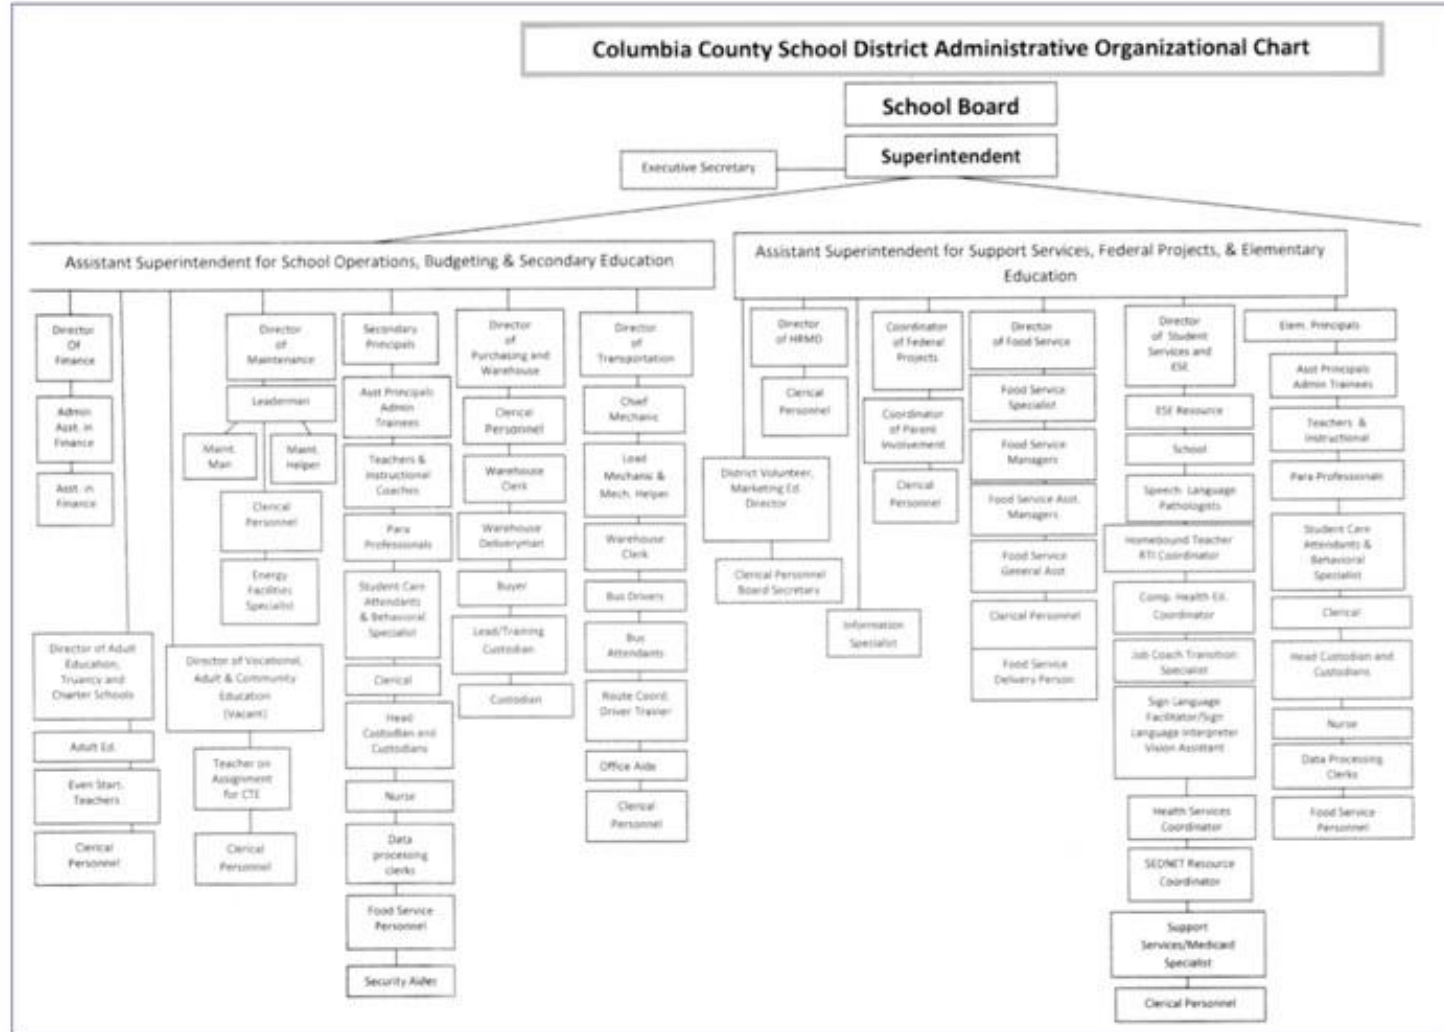 Columbia County School District Administrative Organizational Chart
School Board
Superintendent
Executive Secretary
Assistant Superintendent for School Operations, Budgeting & Secondary Education
Director
Of
Finance
Admin
Asst. in
Finance
Asst. in
Finance
Director of Adult
Education,
Truancy and
Charter Schools
Adult Ed.
Even Start.
Teachers
Clerical
Personnel
Director of Vocational,
Adult & Community
Education
(Vacant)
Teacher on
Assignment
for CTE
Clerical
Personnel
Director
of
Maintenance
Leaderman
Maint.
Man
Maint.
Helper
Clerical
Personnel
Energy
Facilities
Specialist
Secondary
Principals
Asst Principals
Admin
Trainees
Teachers &
Instructional
Coaches
Para
Professionals
Student Care
Attendants
& Behavioral
Specialist
Clerical
Head
Custodian and
Custodians
Nurse
Data
processing
clerks
Food Service
Personnel
Security Aides
Director
of
Purchasing and
Warehouse
Clerical
Personnel
Warehouse
Clerk
Warehouse
Deliveryman
Buyer
Lead/Training
Custodian
Custodian
Director
of
Transportation
Chief
Mechanic
Lead
Mechanic &
Mech. Helper
Warehouse
Clerk
Bus Drivers
Bus
Attendants
Route Coord.
Driver Trainer
Office Aide
Clerical
Personnel
Assistant Superintendent for Support Services, Federal Projects, & Elementary
Education
Director
of HRMD
Clerical
Personnel
District Volunteer,
Marketing Ed.
Director
Clerical Personnel
Board Secretary
Information
Specialist
Coordinator
of Federal
Projects
Coordinator
of Parent
Involvement
Clerical
Personnel
Director
of Food Service
Food Service
Specialist
Food Service
Managers
Food Service Asst.
Managers
Food Service
General Asst
Clerical Personnel
Food Service
Delivery Person
Director
of Student
Services and
ESE
ESE Resource
School
Speech Language
Pathologists
Homebound Teacher
RTI Coordinator
Comp. Health Ed.
Coordinator
Job Coach Transition
Specialist
Sign Language
Facilitator/Sign
Language Interpreter
Vision Assistant
Health Services
Coordinator
SEDNET Resource
Coordinator
Support
Services/Medicaid
Specialist
Clerical Personnel
Elem. Principals
Asst Principals
Admin Trainees
Teachers &
Instructional
Para Professionals
Student Care
Attendants &
Behavioral
Specialist
Clerical
Head Custodian and
Custodians
Nurse
Data Processing
Clerks
Food Service
Personnel